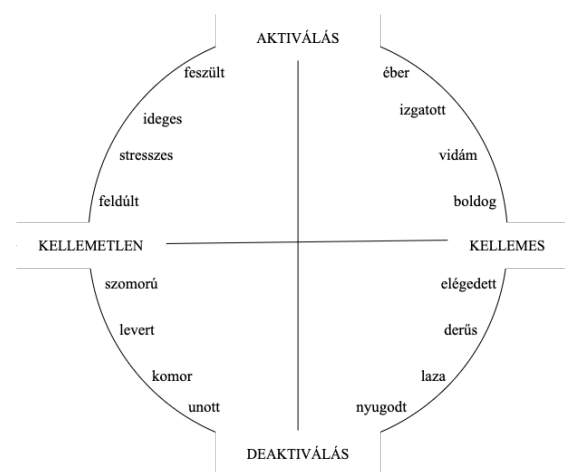 AKTIVÁLÁS
feszült
éber
izgatott
ideges
stresszes
vidám
feldúlt
boldog
KELLEMETLEN
KELLEMES
szomorú
elégedett
levert
derűs
komor
laza
unott
nyugodt
DEAKTIVÁLÁS